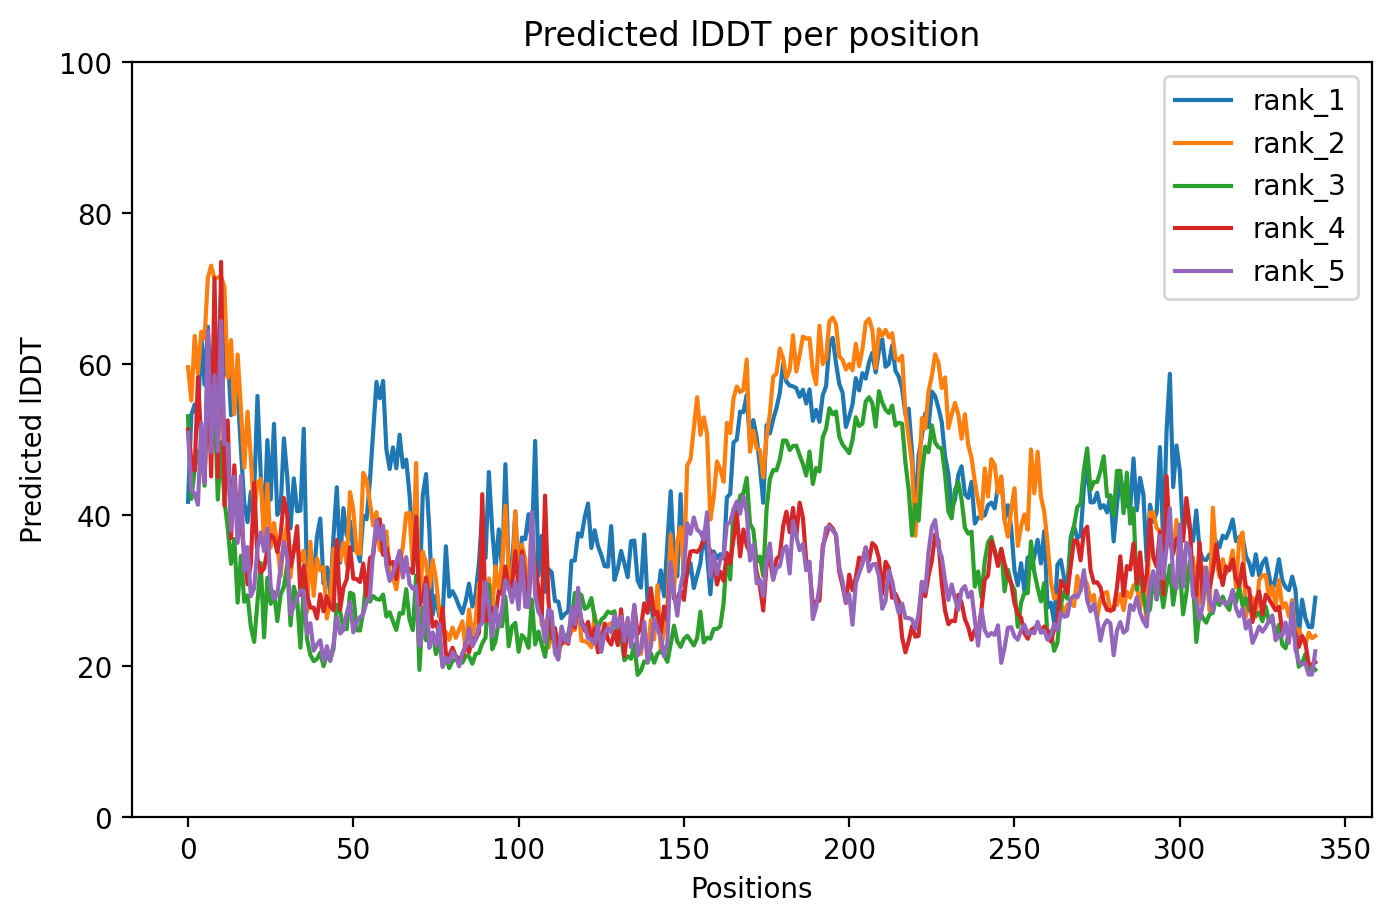 Predicted lDDT per position
100
80
60
40
20
0
Predicted lDDT
0 50 100 150 200 250 300 350
Positions
rank_1
rank_2
rank_3
rank_4
rank_5